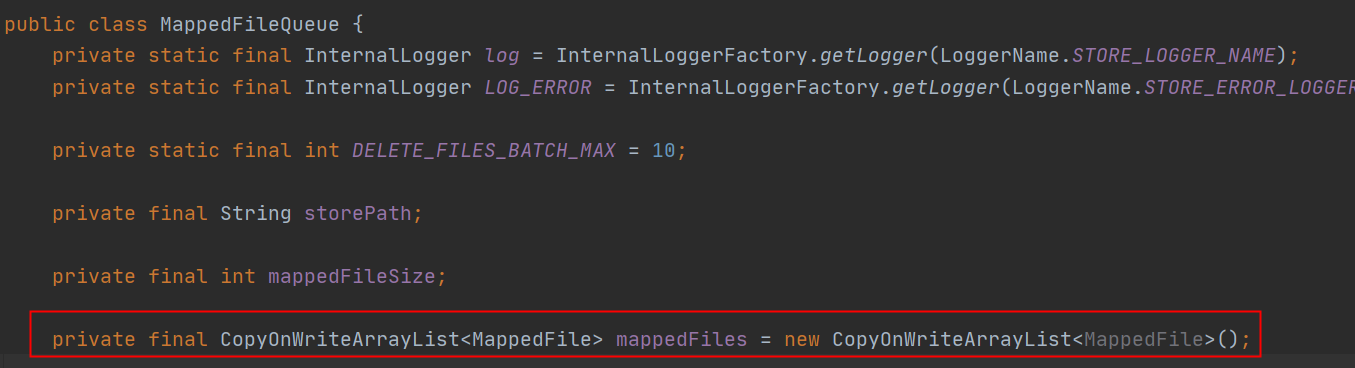 public class MappedFileQueue {
private static final InternalLogger log = InternalLoggerFactory.getLogger(LoggerName.STORE_LOGGER_NAME);
private static final InternalLogger LOG_ERROR = InternalLoggerFactory.getLogger(LoggerName.STORE_ERROR_LOGGER
private static final int DELETE_FILES_BATCH_MAX = 10;
private final String storePath;
private final int mappedFileSize;
private final CopyOnWriteArrayList<MappedFile> mappedFiles = new CopyOnWriteArrayList<MappedFile>();